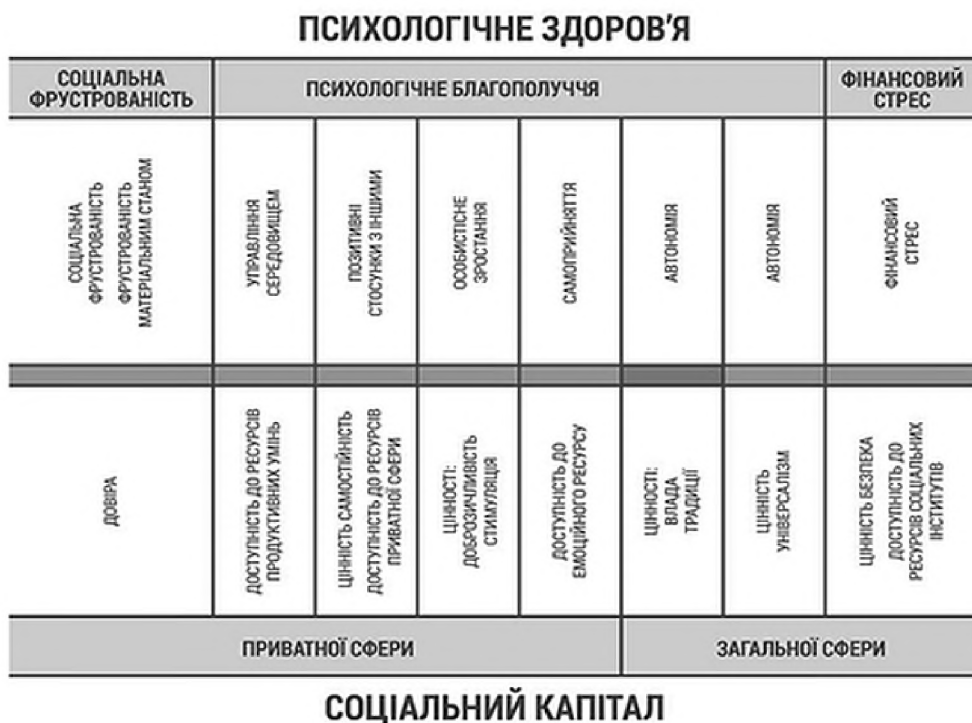 ПСИХОЛОГІЧНЕ ЗДОРОВ'Я
СОЦІАЛЬНА
ФРУСТРОВАНІСТЬ
ПСИХОЛОГІЧНЕ БЛАГОПОЛУЧЧЯ
ФІНАНСОВИЙ
СТРЕС
СОЦІАЛЬНА
ФРУСТРОВАНІСТЬ
ФРУСТРОВАНІСТЬ
МАТЕРІАЛЬНИМ СТАНОМ
УПРАВЛІННЯ
СЕРЕДОВИЩЕМ
ПОЗИТИВНІ
СТОСУНКИ З ІНШИМИ
ОСОБИСТІСНЕ
ЗРОСТАННЯ
САМОПРИЙНЯТТЯ
АВТОНОМІЯ
АВТОНОМІЯ
ФІНАНСОВИЙ
СТРЕС
ДОВІРА
ДОСТУПНІСТЬ ДО РЕСУРСІВ
ПРОДУКТИВНИХ УМІНЬ
ЦІННІСТЬ САМОСТІЙНІСТЬ
ДОСТУПНІСТЬ ДО РЕСУРСІВ
ПРИВАТНОЇ СФЕРИ
ЦІННОСТІ:
ДОБРОЗИЧЛИВІСТЬ
СТИМУЛЯЦІЯ
ДОСТУПНІСТЬ ДО
ЕМОЦІЙНОГО РЕСУРСУ
ЦІННОСТІ:
ВЛАДА
ТРАДИЦІЇ
ЦІННІСТЬ
УНІВЕРСАЛІЗМ
ЦІННІСТЬ БЕЗПЕКА
ДОСТУПНІСТЬ ДО
РЕСУРСІВ СОЦІАЛЬНИХ
ІНСТИТУТІВ
ПРИВАТНОЇ СФЕРИ
ЗАГАЛЬНОЇ СФЕРИ
СОЦІАЛЬНИЙ КАПІТАЛ